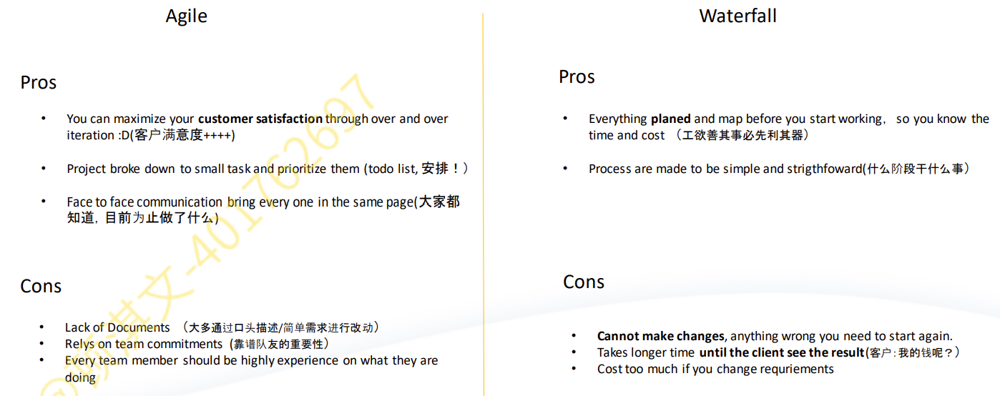 Agile
Pros
• You can maximize your customer satisfaction through over and over
iteration :D(客户满意度++++)
• Project broke down to small task and prioritize them (todo list, 安排！）
• Face to face communication bring every one in the same page(大家都
知道，目前为止做了什么)
Cons
• Lack of Documents （大多通过口头描述/简单需求进行改动）
• Relys on team commitments (靠谱队友的重要性）
• Every team member should be highly experience on what they are
doing
Waterfall
Pros
• Everything planed and map before you start working，so you know the
time and cost （工欲善其事必先利其器）
• Process are made to be simple and strigthfoward(什么阶段干什么事）
Cons
• Cannot make changes, anything wrong you need to start again.
• Takes longer time until the client see the result(客户：我的钱呢？）
• Cost too much if you change requriements
@顾淇文-401762697